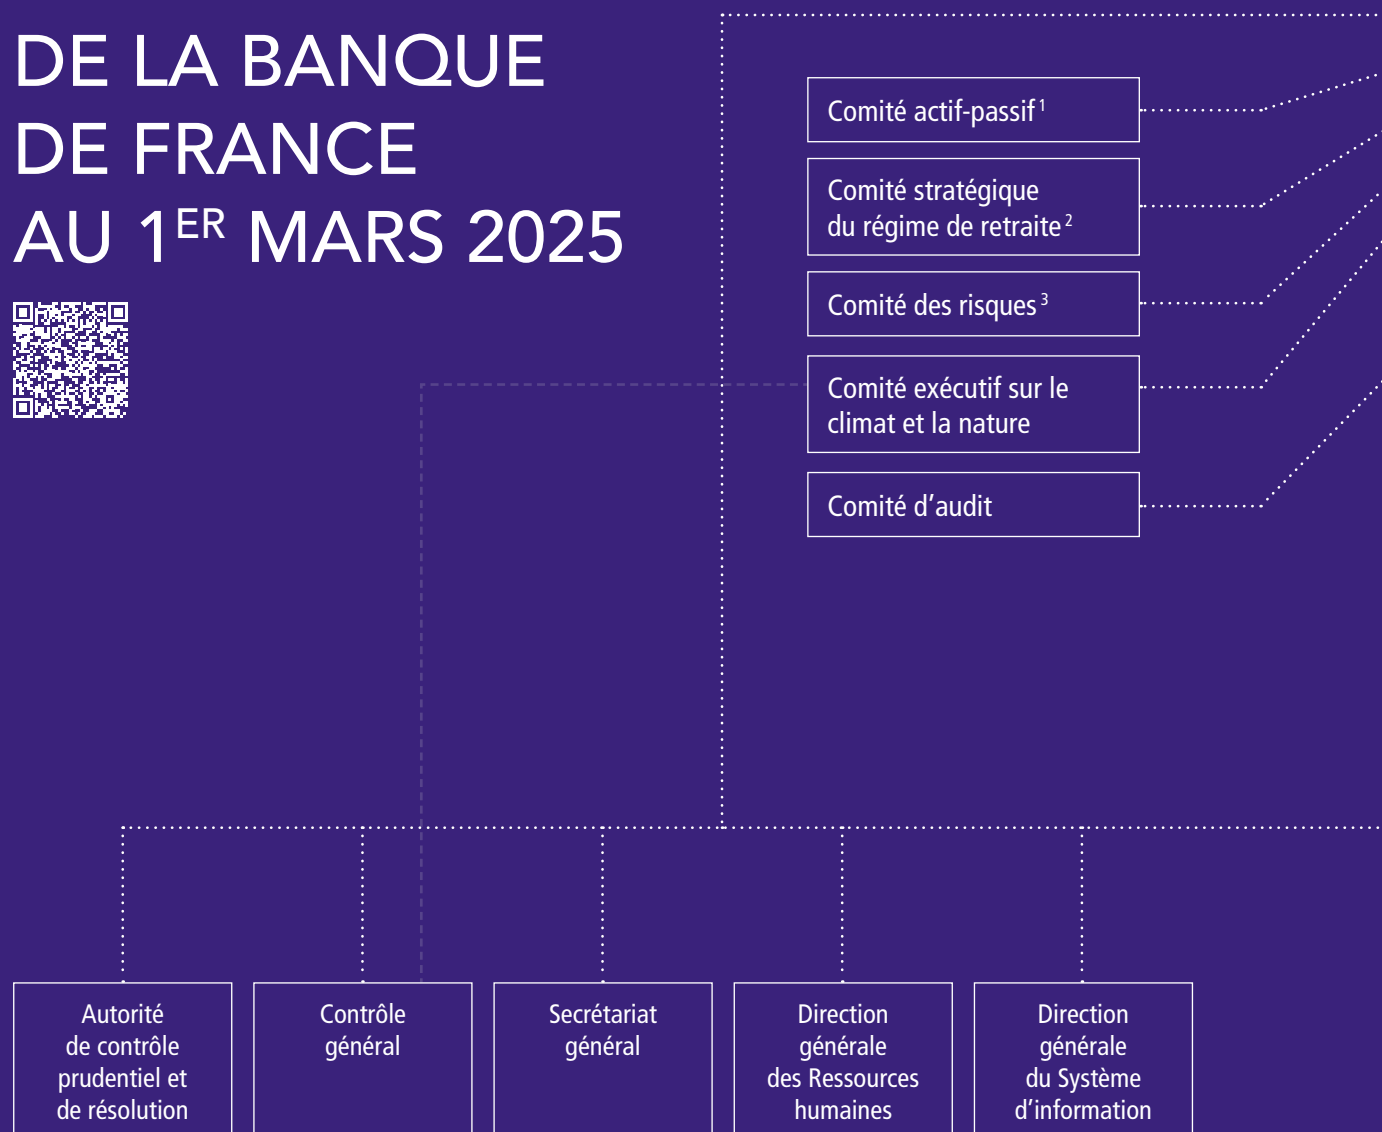 DE LA BANQUE
DE FRANCE
AU 1ER MARS 2025
Comité actif-passif 1
Comité stratégique
du régime de retraite 2
Comité des risques 3
Comité exécutif sur le
climat et la nature
Comité d’audit
Autorité
de contrôle
prudentiel et
de résolution
Contrôle
général
Secrétariat
général
Direction
générale
des Ressources
humaines
Direction
générale
du Système
d’information